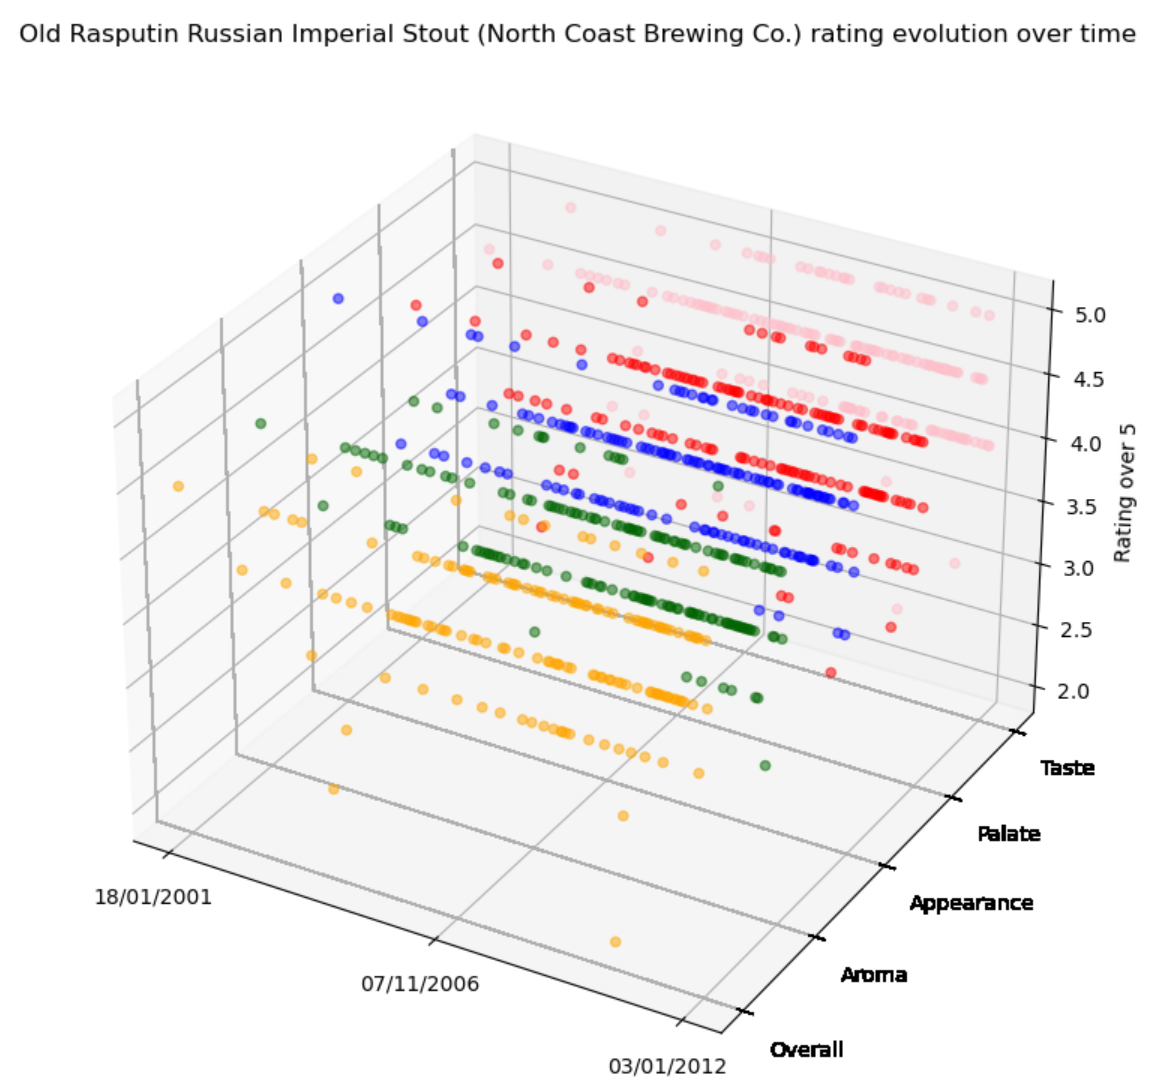 Old Rasputin Russian Imperial Stout (North Coast Brewing Co.) rating evolution over time
5.0
4.5
4.0
3.5
3.0
2.5
2.0
Rating over 5
Taste
Palate
Appearance
Aroma
Overall
18/01/2001
07/11/2006
03/01/2012